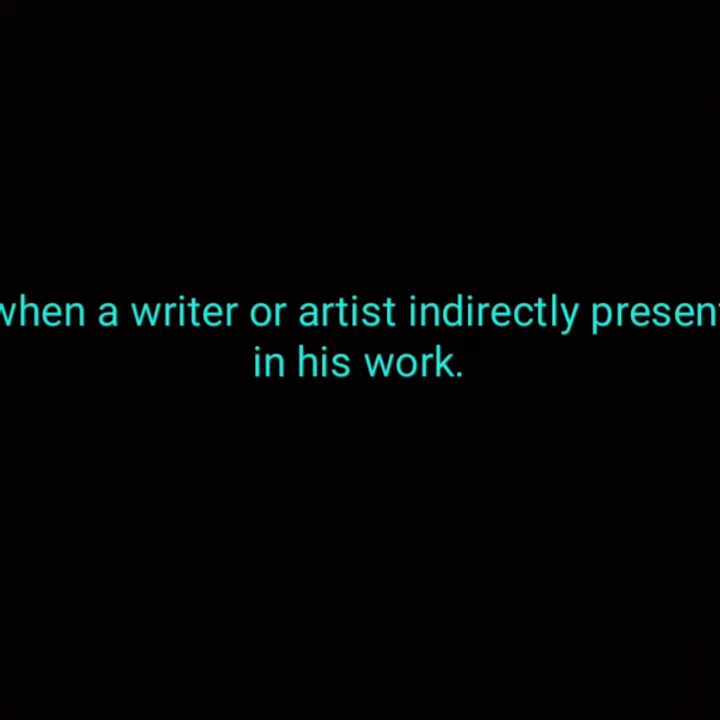 when a writer or artist indirectly present
in his work.